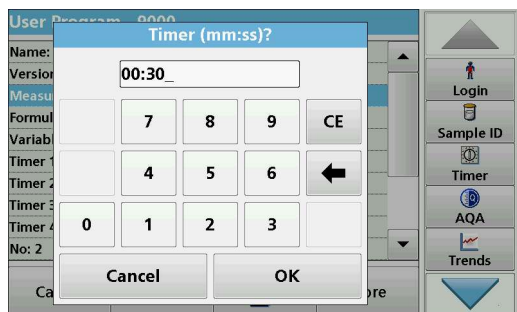 User Program - 9000
Timer (mm:ss)?
Name:
Version
Measu
Formul
Variabl
Timer 1
Timer 2
Timer 3
Timer 4
No: 2
00:30_
7 8 9 CE
4 5 6
0 1 2 3
Cancel OK
Ca
ore
Login
Sample ID
Timer
AQA
Trends